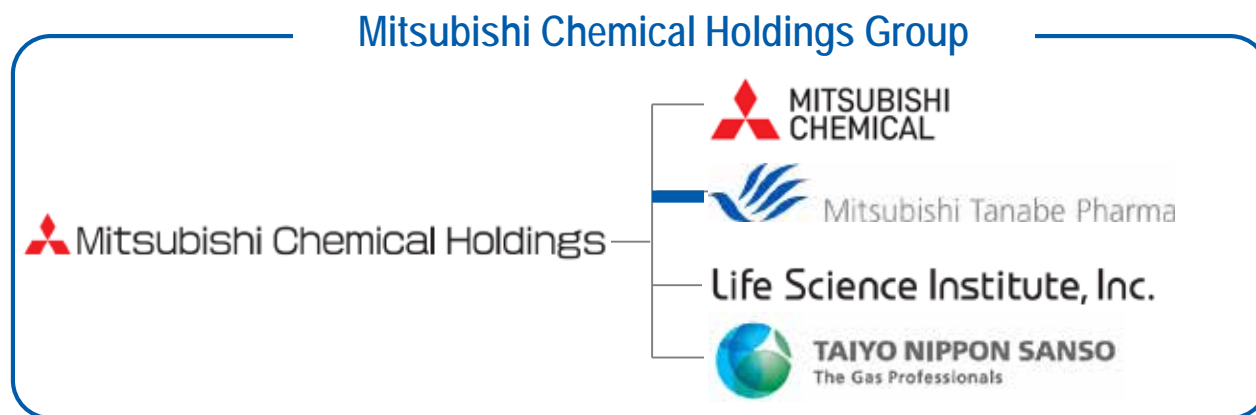 Mitsubishi Chemical Holdings Group
MITSUBISHI
CHEMICAL
Mitsubishi Tanabe Pharma
Mitsubishi Chemical Holdings
Life Science Institute, Inc.
TAIYO NIPPON SANSO
The Gas Professionals